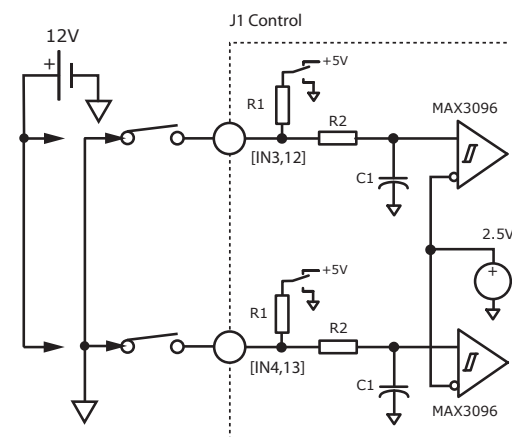 J1 Control
12V
+
+5V
R1
R2
MAX3096
[IN3,12]
C1
2.5V
+
+5V
R1
R2
[IN4,13]
C1
MAX3096